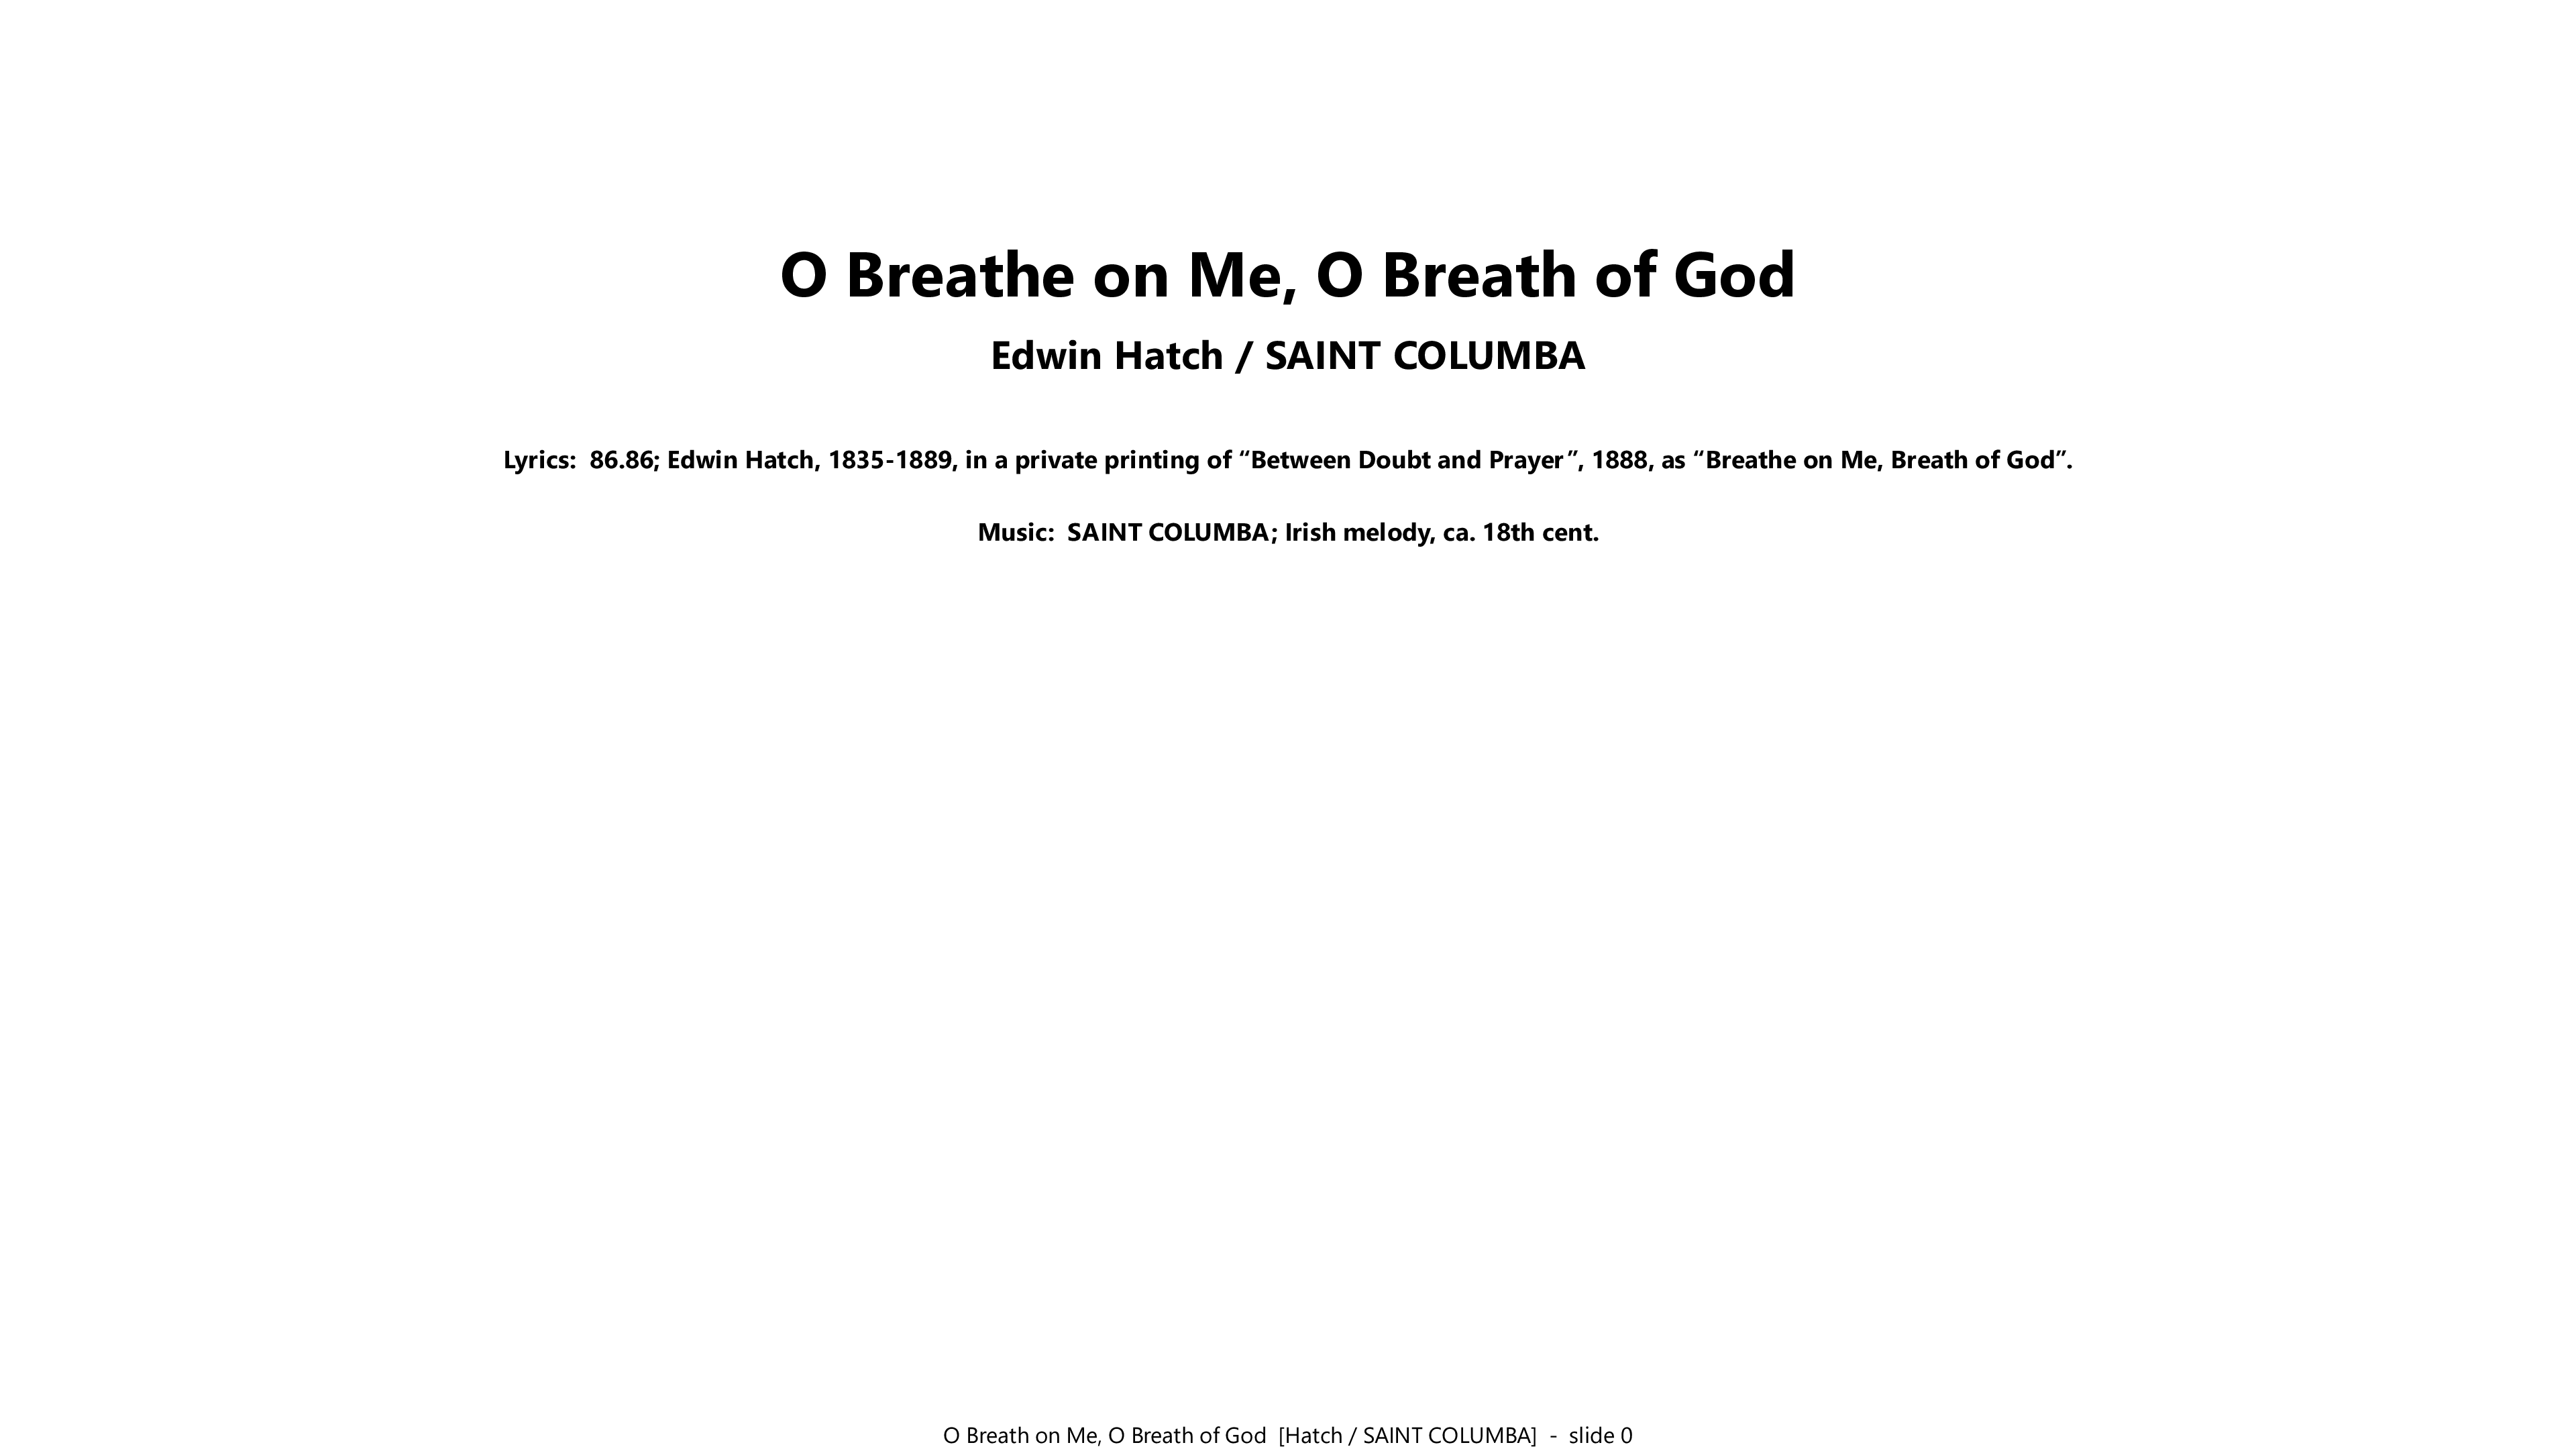 O Breathe on Me, O Breath of God
Edwin Hatch / SAINT COLUMBA
Lyrics:  86.86; Edwin Hatch, 1835-1889, in a private printing of “Between Doubt and Prayer”, 1888, as “Breathe on Me, Breath of God”.
Music:  SAINT COLUMBA; Irish melody, ca. 18th cent.
O Breath on Me, O Breath of God  [Hatch / SAINT COLUMBA]  -  slide 0